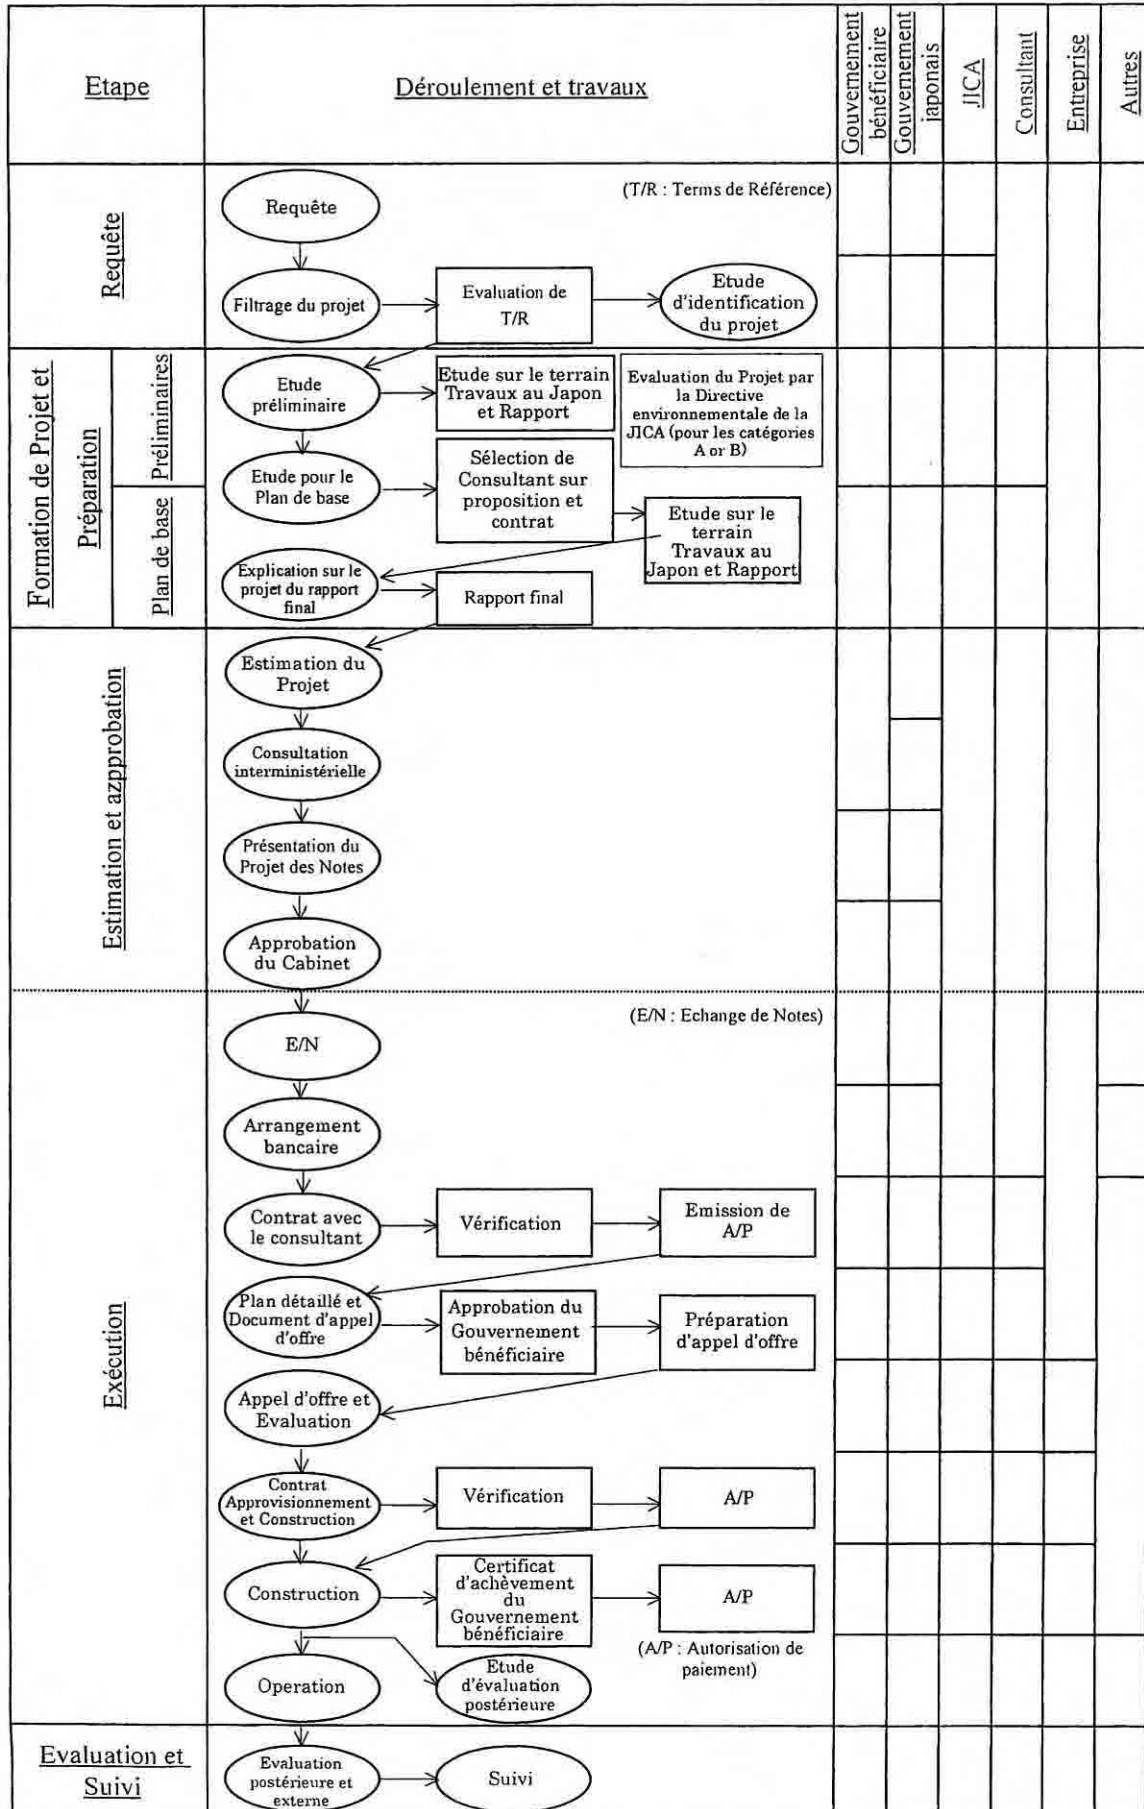 Etape
Déroulement et travaux
Gouvernement
bénéficiaire
Gouvernement
japonais
JICA
Consultant
Entreprise
Autres
Requête
(T/R : Terms de Référence)
Requête
Filtrage du projet
Evaluation de
T/R
Etude
d'identification
du projet
Formation de Projet et
Préparation
Préliminaires
Etude
préliminaire
Etude sur le terrain
Travaux au Japon
et Rapport
Evaluation du Projet par
la Directive
environnementale de la
JICA (pour les catégories
A or B)
Etude pour le
Plan de base
Sélection de
Consultant sur
proposition et
contrat
Plan de base
Etude sur le
terrain
Travaux au
Japon et Rapport
Explication sur le
projet du rapport
final
Rapport final
Estimation et azpprobation
Estimation du
Projet
Consultation
interministérielle
Présentation du
Projet des Notes
Approbation
du Cabinet
Exécution
(E/N : Echange de Notes)
E/N
Arrangement
bancaire
Contrat avec
le consultant
Vérification
Emission de
A/P
Plan détaillé et
Document d'appel
d'offre
Approbation du
Gouvernement
bénéficiaire
Préparation
d'appel d'offre
Appel d'offre et
Evaluation
Contrat
Approvisionnement
et Construction
Vérification
A/P
Construction
Certificat
d'achèvement
du
Gouvernement
bénéficiaire
A/P
(A/P : Autorisation de
paiement)
Operation
Etude
d'évaluation
postérieure
Evaluation et
Suivi
Evaluation
postérieure et
externe
Suivi